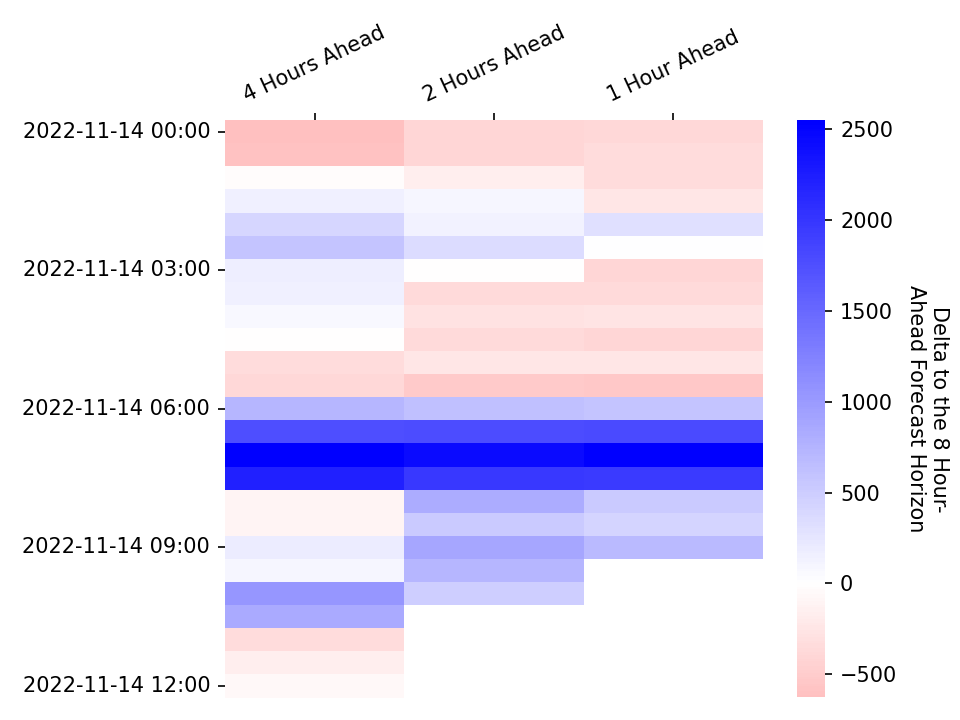 4 Hours Ahead
2 Hours Ahead
1 Hour Ahead
2022-11-14 00:00
2022-11-14 03:00
2022-11-14 06:00
2022-11-14 09:00
2022-11-14 12:00
2500
2000
1500
1000
500
0
−500
Delta to the 8 Hour-
Ahead Forecast Horizon